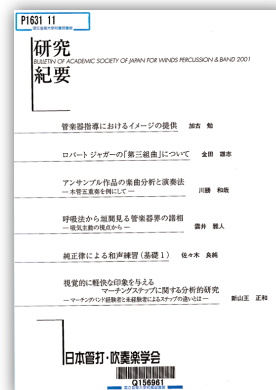 P1631 11
研究
紀要
BULLETIN OF ACADEMIC SOCIETY OF JAPAN FOR WINDS PERCUSSION & BAND 2001
管楽器指導におけるイメージの提供 加古 勉
ロバート ジャガーの「第三組曲」について 金田 雄志
アンサンブル作品の楽曲分析と演奏法
― 木管五重奏を例にして ― 川勝 和哉
呼吸法から垣間見る管楽器界の諸相
― 吸気主動の視点から ― 雲井 雅人
純正律による和声練習(基礎1) 佐々木 良純
視覚的に軽快な印象を与える
マーチングステップに関する分析的研究
― マーチングバンド経験者と未経験者によるステップの違いとは ― 新山王 正和
日本管打・吹奏楽学会
Q156961